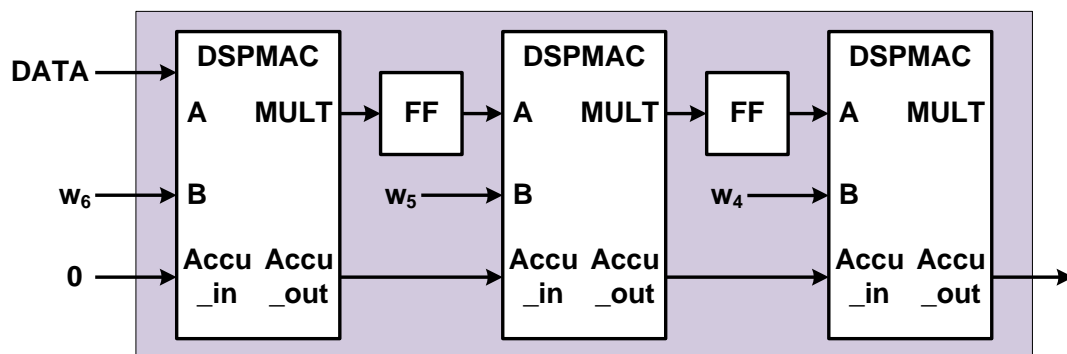 DSPMAC DSPMAC DSPMAC
DATA
A MULT FF A MULT FF A MULT
w₆ B w₅ B w₄ B
0 Accu Accu Accu Accu Accu Accu
_in _out _in _out _in _out